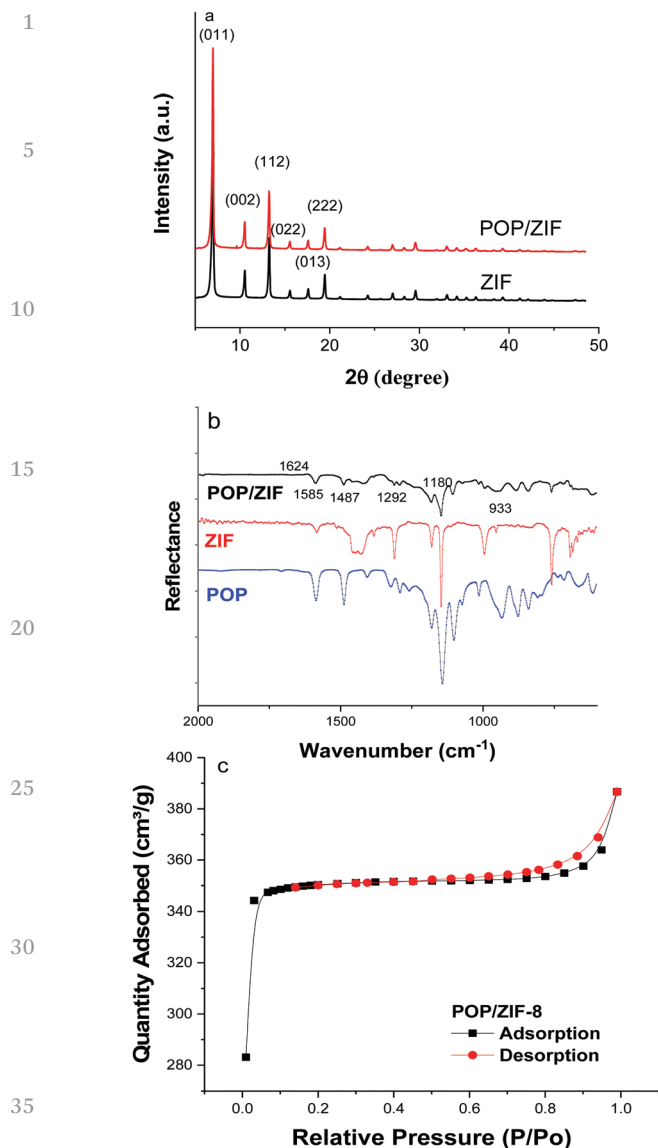 1
a
(011)
5
(112)
(002)
(222)
(022)
(013)
POP/ZIF
ZIF
Intensity (a.u.)
10
10 20 30 40 50
2θ (degree)
b
15
1624
1585
1487
1292
1180
933
POP/ZIF
ZIF
POP
Reflectance
20
2000 1500 1000
Wavenumber (cm⁻¹)
c
25
30
400
380
360
340
320
300
280
Quantity Adsorbed (cm³/g)
POP/ZIF-8
Adsorption
Desorption
0.0 0.2 0.4 0.6 0.8 1.0
35
Relative Pressure (P/Po)